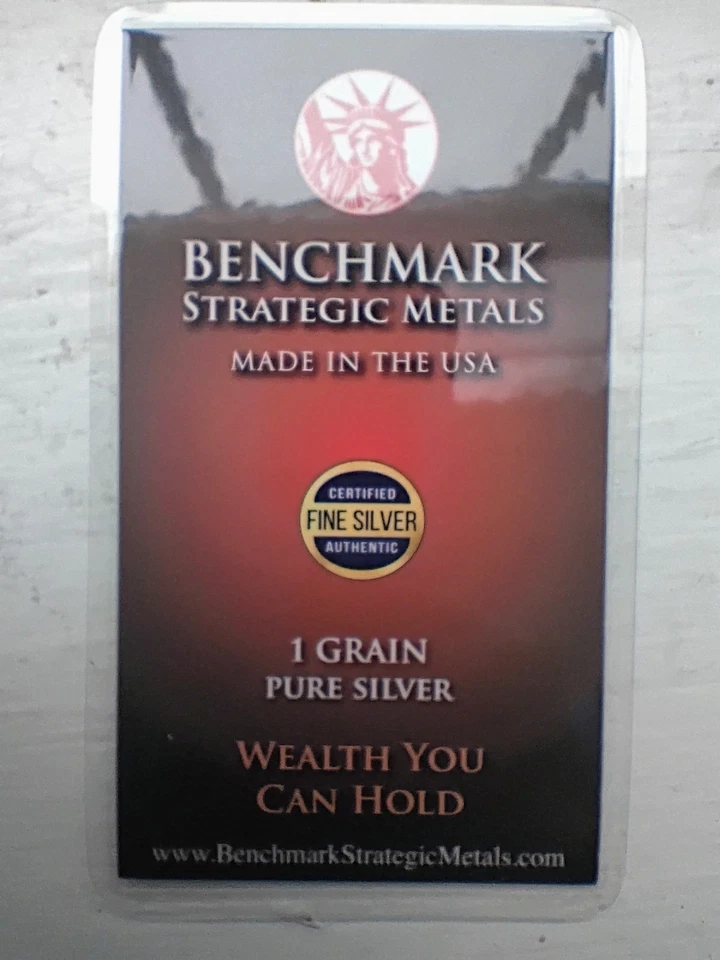 BENCHMARK
STRATEGIC METALS
MADE IN THE USA
CERTIFIED
FINE SILVER
AUTHENTIC
1 GRAIN
PURE SILVER
WEALTH YOU
CAN HOLD
www.BenchmarkStrategicMetals.com